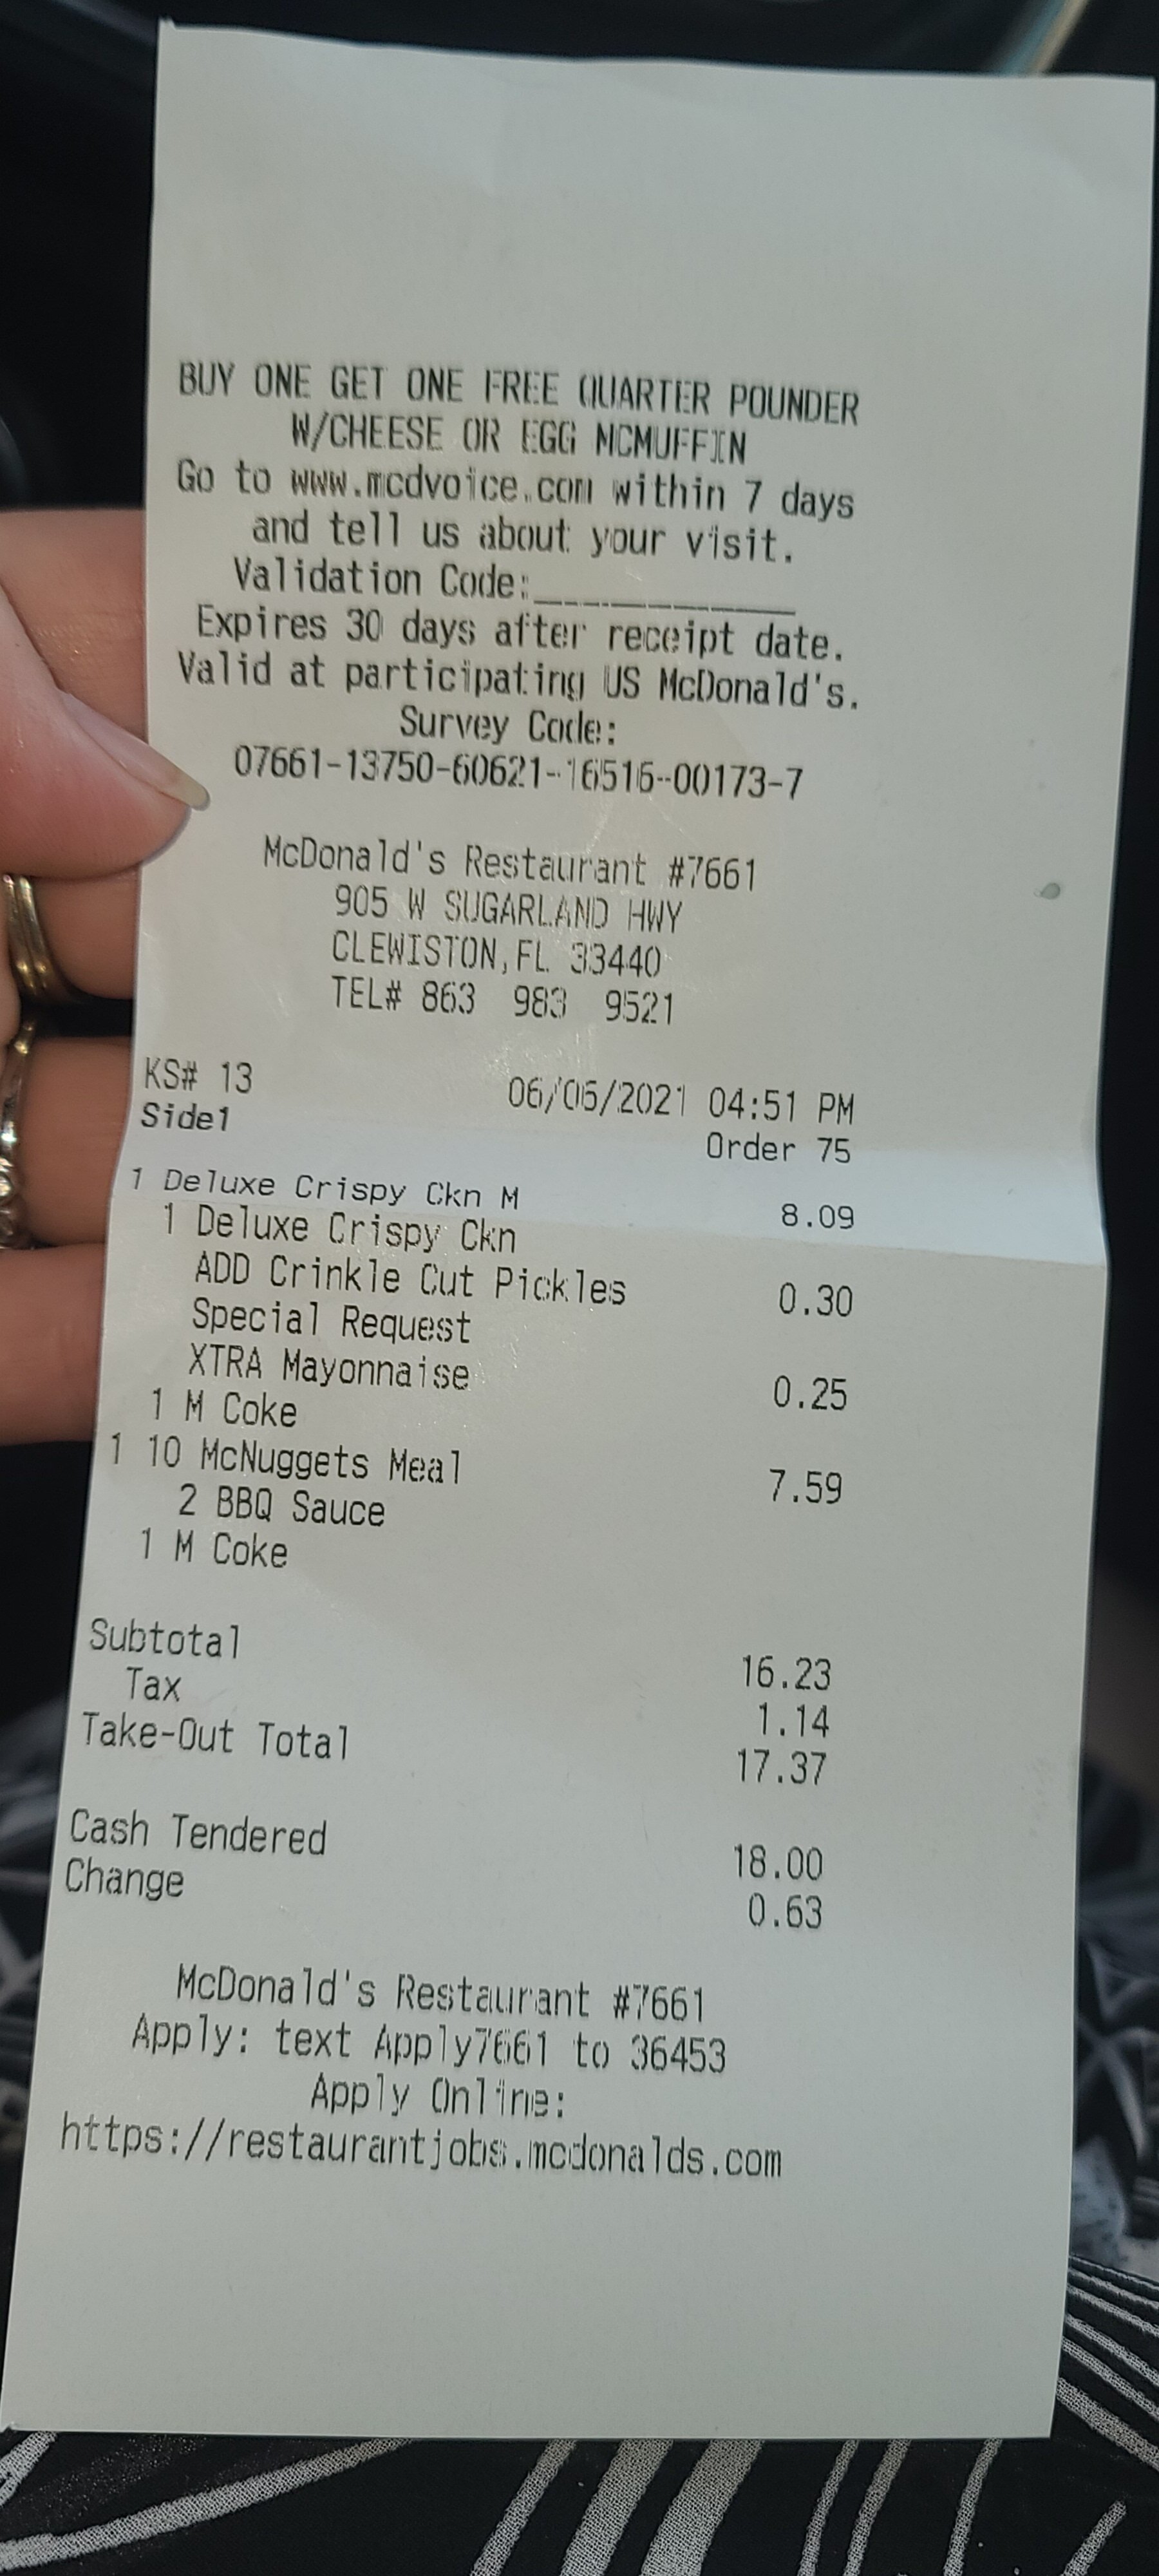 BUY ONE GET ONE FREE QUARTER POUNDER
W/CHEESE OR EGG MCMUFFIN
Go to www.mcdvoice.com within 7 days
and tell us about your visit.
Validation Code:____________
Expires 30 days after receipt date.
Valid at participating US McDonald's.
Survey Code:
07661-13750-60621-16516-00173-7
McDonald's Restaurant #7661
905 W SUGARLAND HWY
CLEWISTON,FL 33440
TEL# 863 983 9521
KS# 13 06/06/2021 04:51 PM
Side1 Order 75
1 Deluxe Crispy Ckn M 8.09
1 Deluxe Crispy Ckn
ADD Crinkle Cut Pickles 0.30
Special Request
XTRA Mayonnaise 0.25
1 M Coke
1 10 McNuggets Meal 7.59
2 BBQ Sauce
1 M Coke
Subtotal 16.23
Tax 1.14
Take-Out Total 17.37
Cash Tendered 18.00
Change 0.63
McDonald's Restaurant #7661
Apply: text Apply7661 to 36453
Apply Online:
https://restaurantjobs.mcdonalds.com